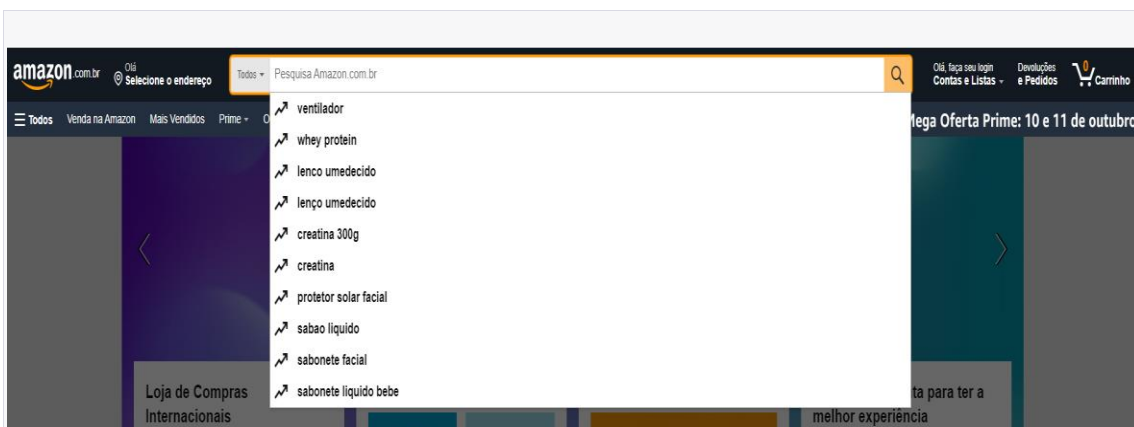 amazon.com.br
Olá
Selecione o endereço
Todos
Pesquisa Amazon.com.br
Olá, faça seu login
Contas e Listas
Devoluções
e Pedidos
0
Carrinho
Todos
Venda na Amazon
Mais Vendidos
Prime
Mega Oferta Prime: 10 e 11 de outubro
ventilador
whey protein
lenco umedecido
lenço umedecido
creatina 300g
creatina
protetor solar facial
sabao liquido
sabonete facial
sabonete liquido bebe
Loja de Compras
Internacionais
para ter a
melhor experiência